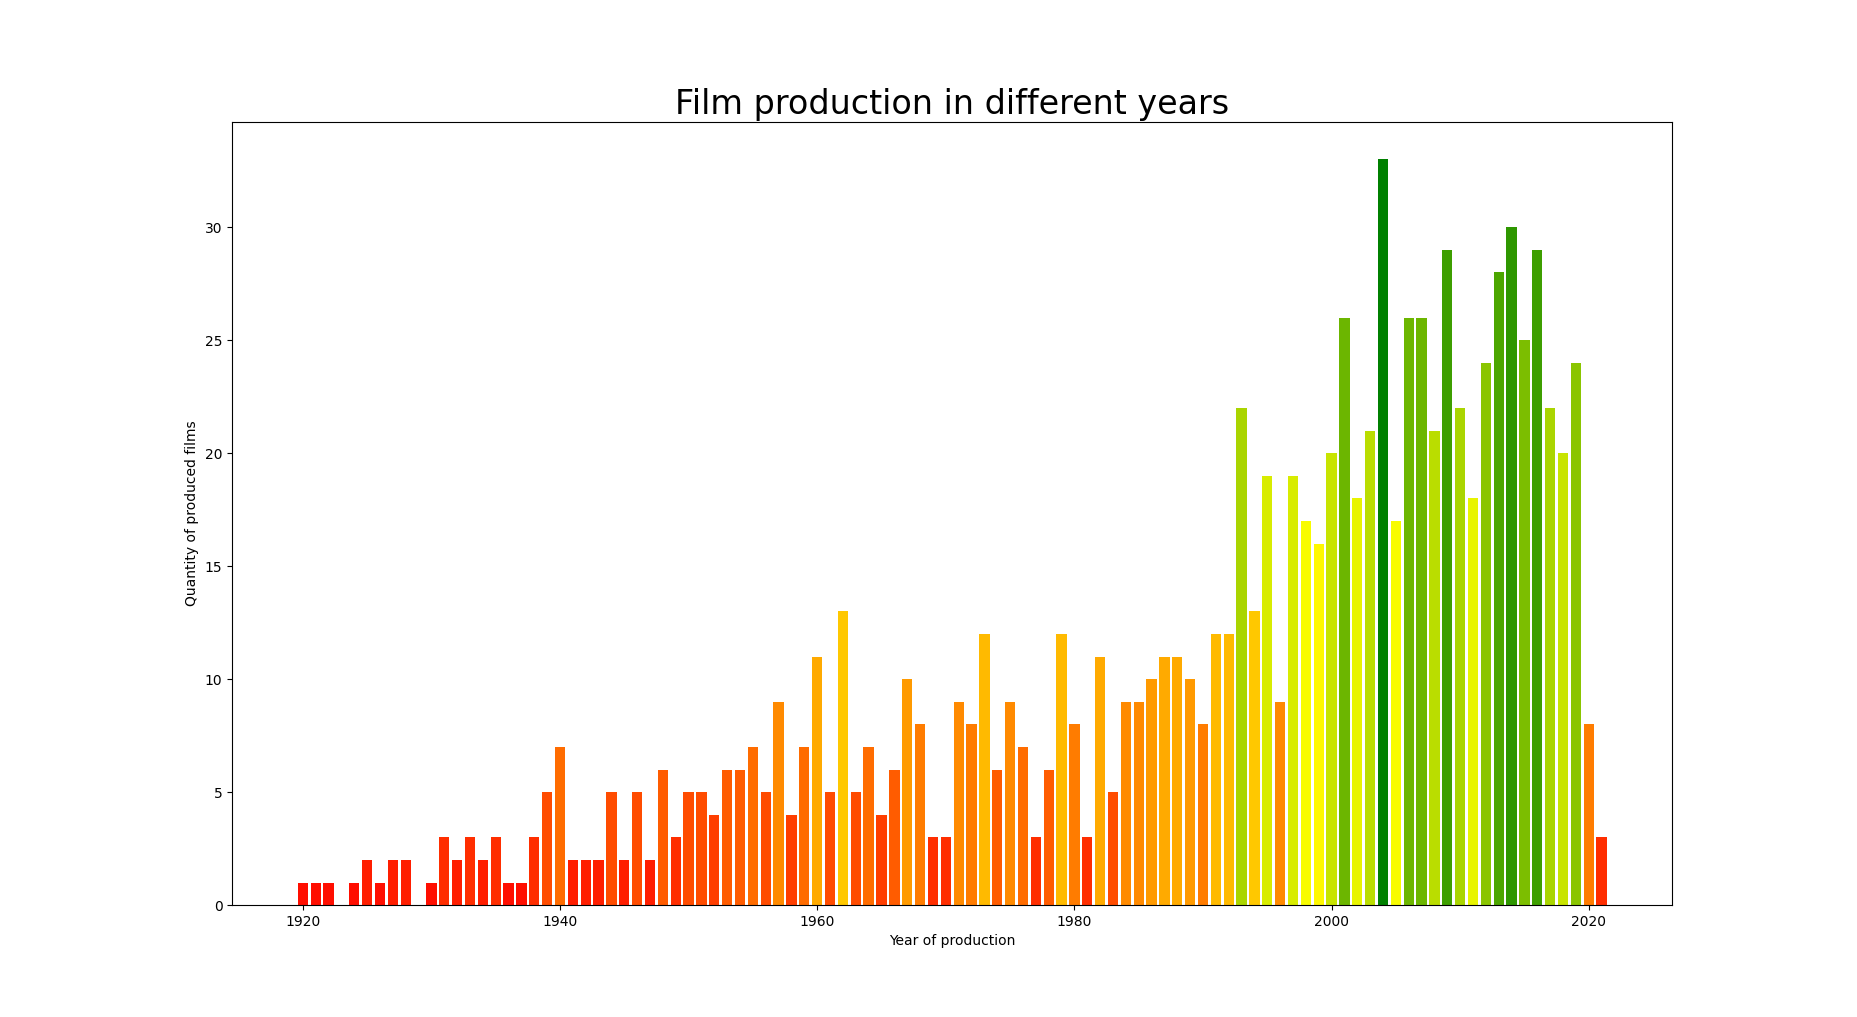 Film production in different years
Quantity of produced films
30
25
20
15
10
5
0
1920 1940 1960 1980 2000 2020
Year of production